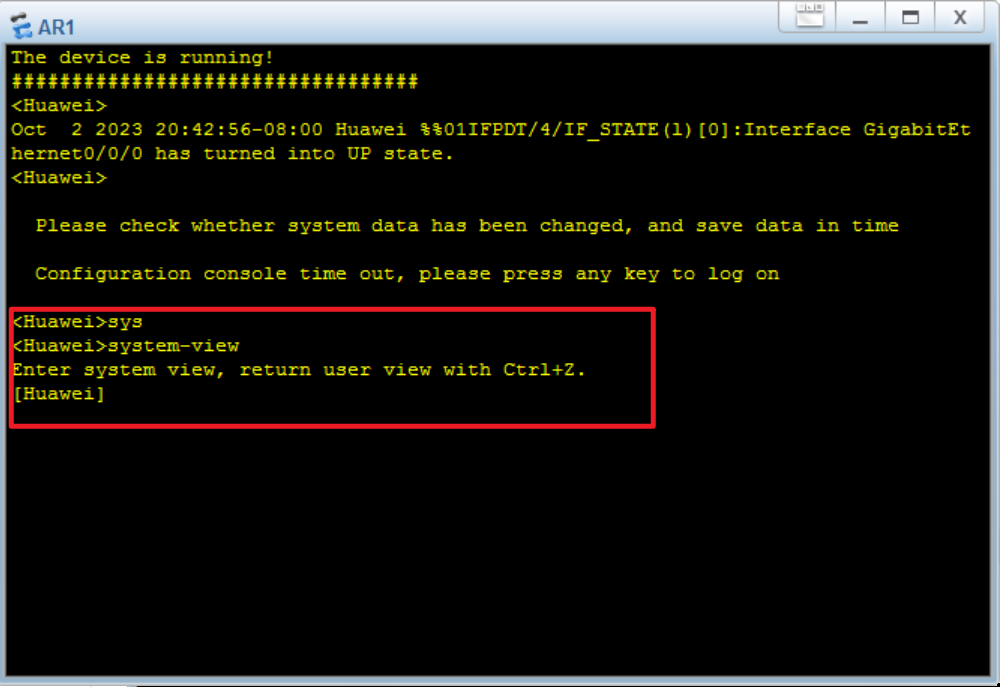 AR1
The device is running!
##################################
<Huawei>
Oct  2 2023 20:42:56-08:00 Huawei %%01IFPDT/4/IF_STATE(l)[0]:Interface GigabitEt
hernet0/0/0 has turned into UP state.
<Huawei>
  Please check whether system data has been changed, and save data in time
  Configuration console time out, please press any key to log on
<Huawei>sys
<Huawei>system-view
Enter system view, return user view with Ctrl+Z.
[Huawei]